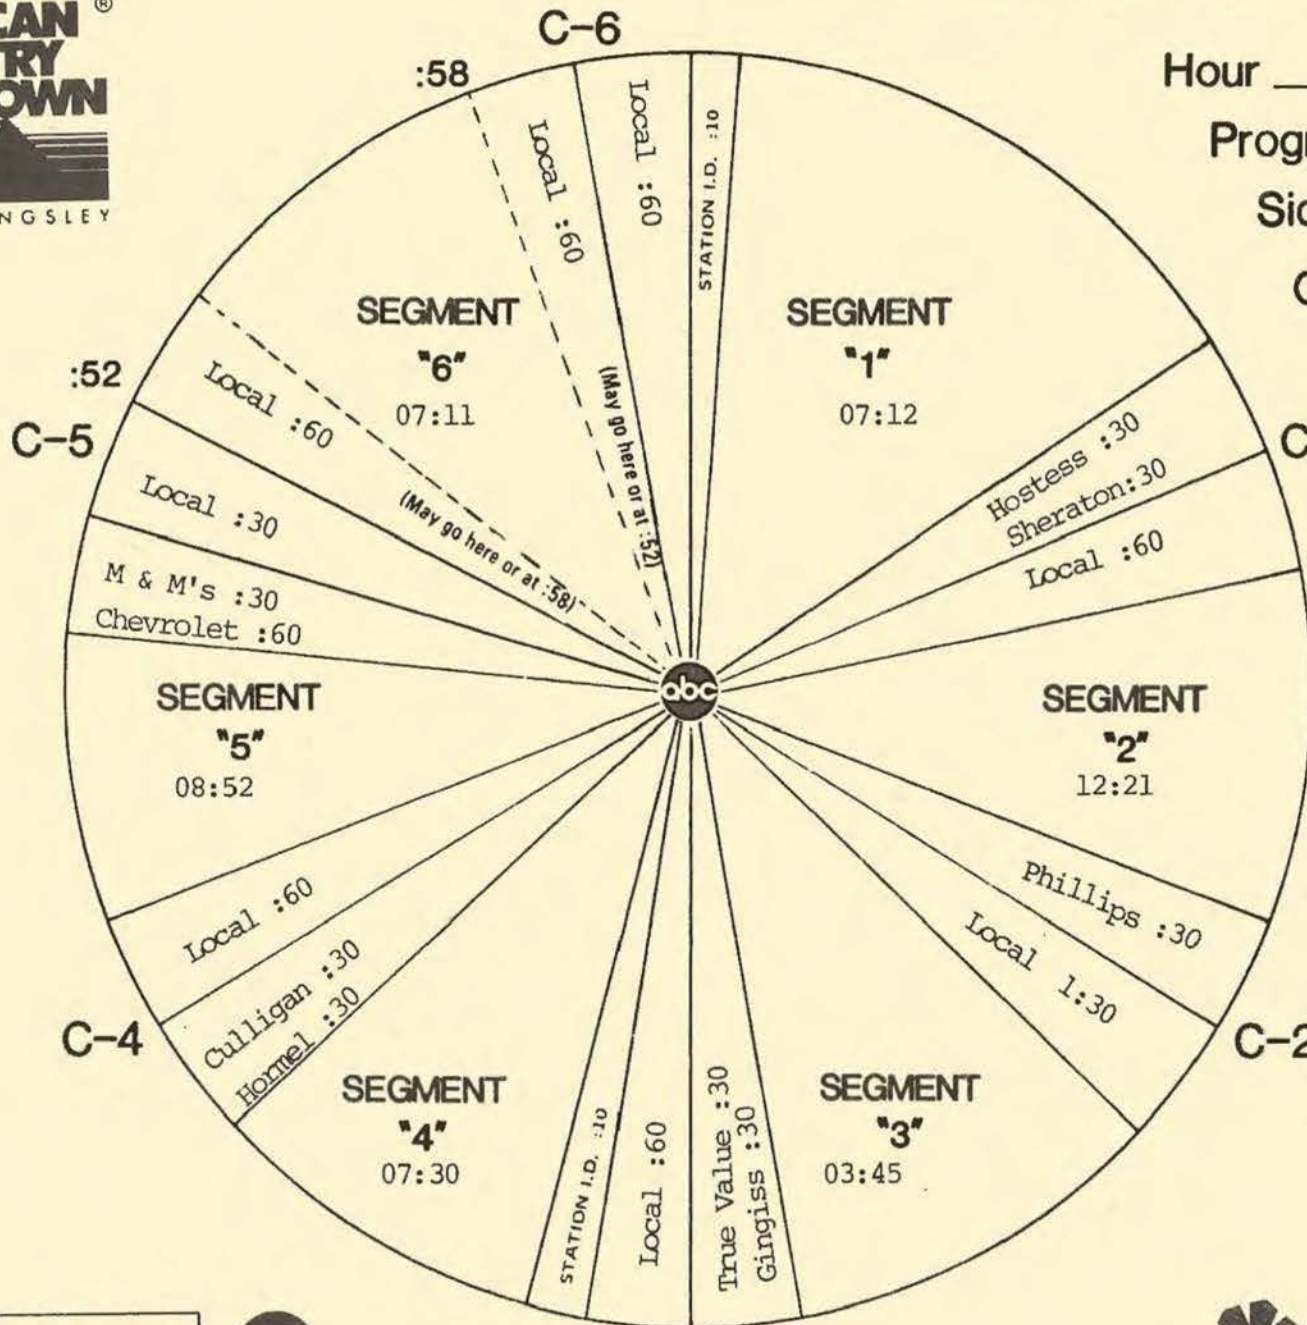 C-6
:58
Hour
:52
C-5
C-4
C-2
STATION I.D. :10
SEGMENT
"1"
07:12
Hostess :30
Sheraton:30
Local :60
SEGMENT
"2"
12:21
Phillips :30
Local 1:30
SEGMENT
"3"
03:45
True Value :30
Gingiss :30
Local :60
STATION I.D. :10
SEGMENT
"4"
07:30
Hormel :30
Culligan :30
Local :60
SEGMENT
"5"
08:52
Chevrolet :60
M & M's :30
Local :30
Local :60
(May go here or at :58)
SEGMENT
"6"
07:11
Local :60
(May go here or at :52)
Local :60
abc